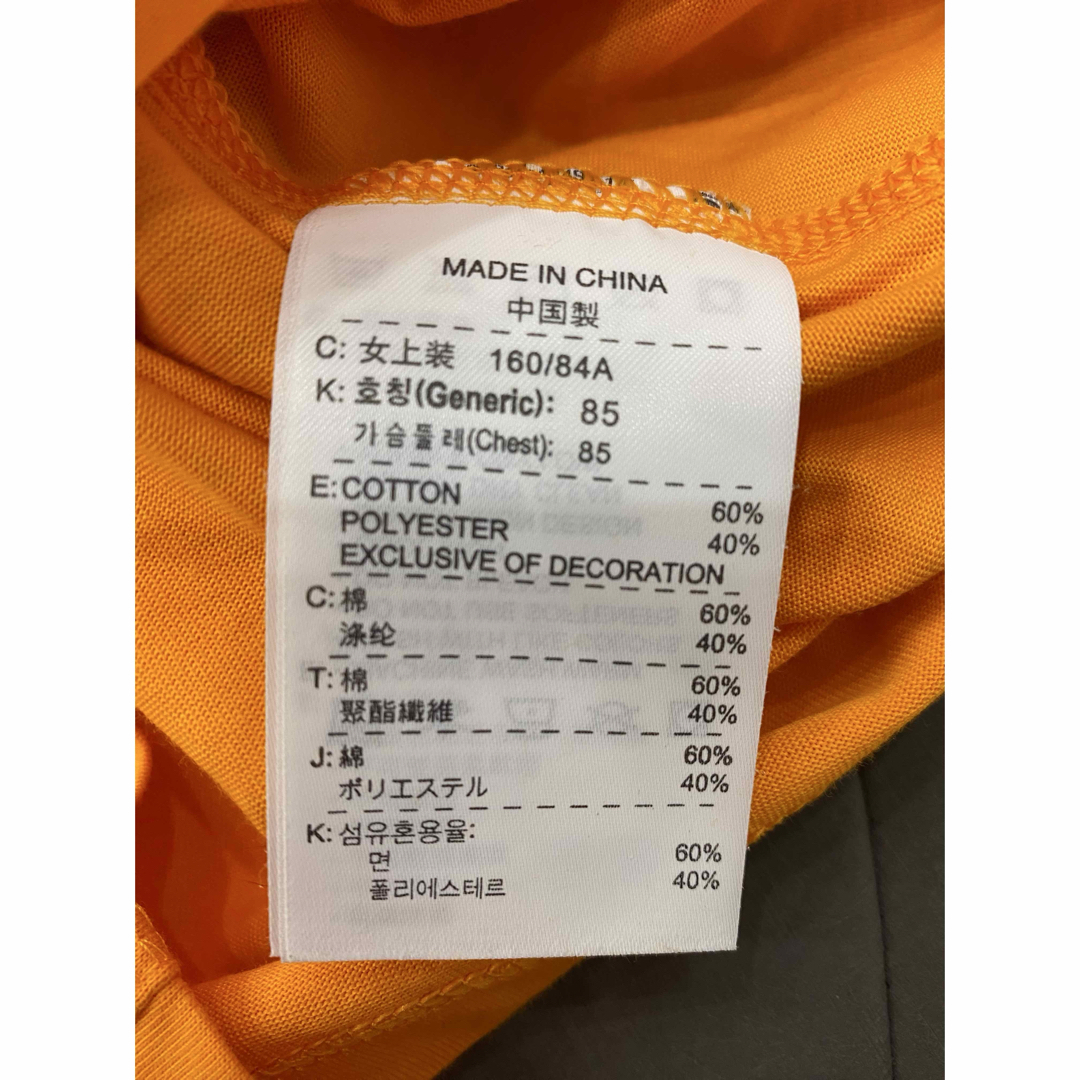 MADE IN CHINA
中国製
C: 女上装 160/84A
K: 호칭(Generic): 85
가슴둘레(Chest): 85
E: COTTON 60%
POLYESTER 40%
EXCLUSIVE OF DECORATION
C: 棉 60%
涤纶 40%
T: 棉 60%
聚酯纖維 40%
J: 綿 60%
ポリエステル 40%
K: 섬유혼용율:
면 60%
폴리에스테르 40%